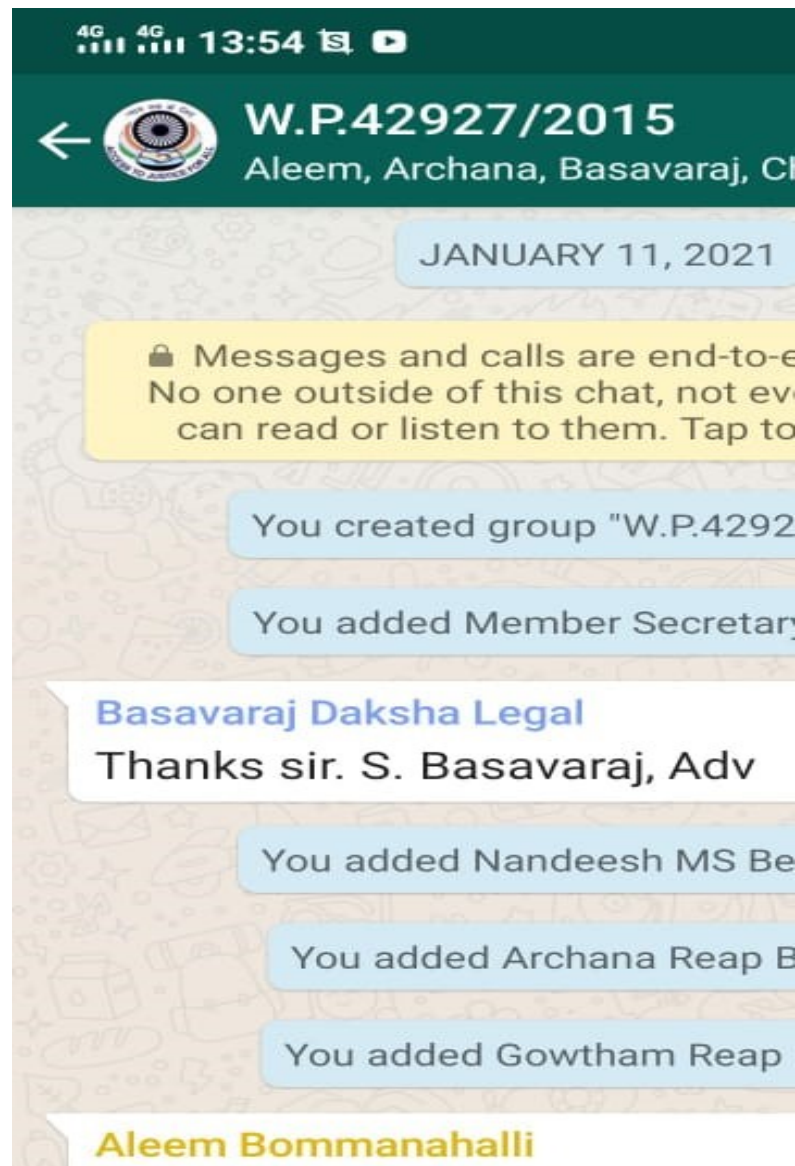 4G 4G 13:54
W.P.42927/2015
Aleem, Archana, Basavaraj, Ch
JANUARY 11, 2021
Messages and calls are end-to-e
No one outside of this chat, not eve
can read or listen to them. Tap to
You created group "W.P.4292
You added Member Secretary
Basavaraj Daksha Legal
Thanks sir. S. Basavaraj, Adv
You added Nandeesh MS Be
You added Archana Reap B
You added Gowtham Reap
Aleem Bommanahalli